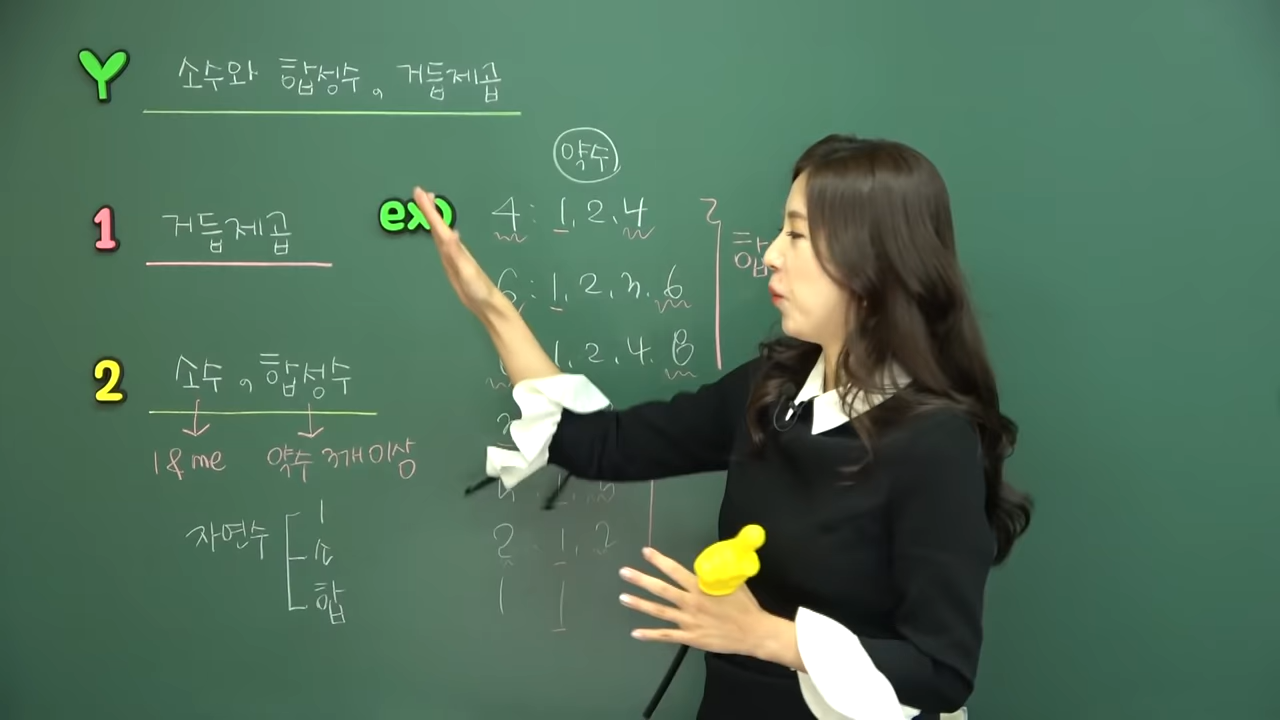 Y 소수와 합성수, 거듭제곱
약수
1 거듭제곱 ex)
4 : 1, 2, 4
합
6 : 1, 2, 3, 6
1, 2, 4, 8
2 소수, 합성수
1 & me 약수 3개 이상
자연수 1
소
합
2 1, 2
1 1